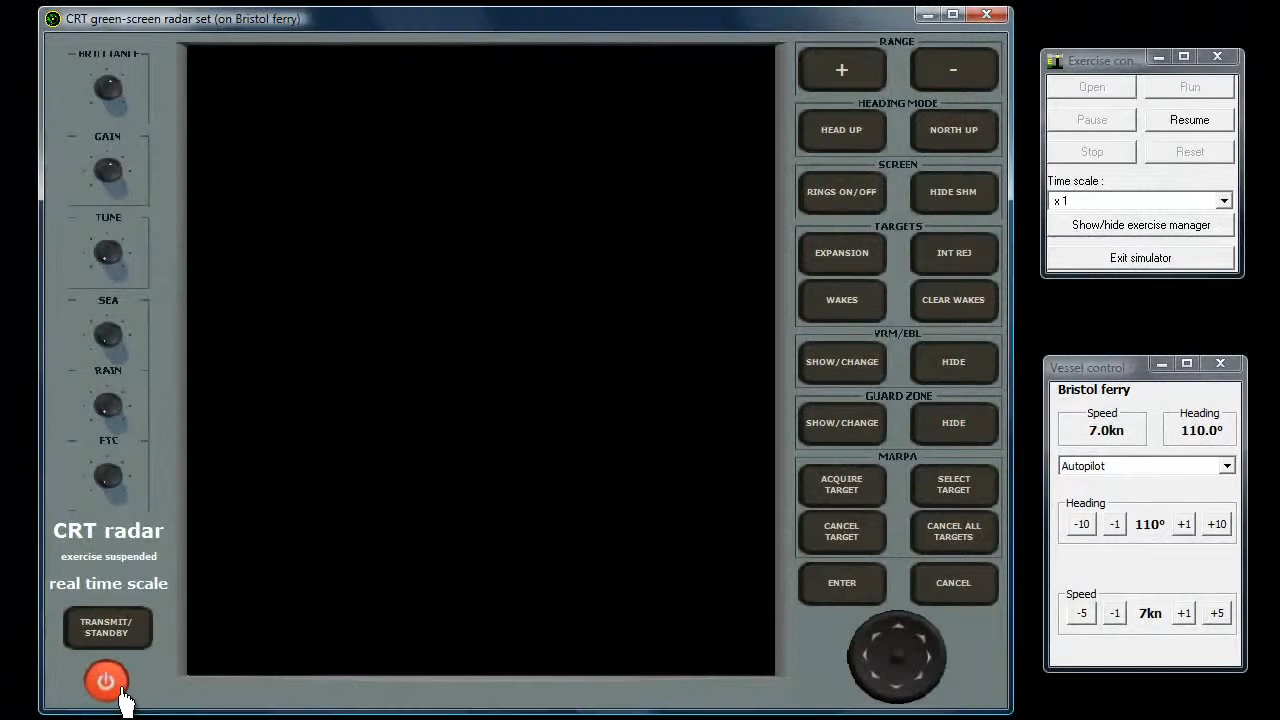 CRT green-screen radar set (on Bristol ferry)
BRILLIANCE
GAIN
TUNE
SEA
RAIN
FTC
CRT radar
exercise suspended
real time scale
TRANSMIT/
STANDBY
RANGE
+ -
HEADING MODE
HEAD UP NORTH UP
SCREEN
RINGS ON/OFF HIDE SHM
TARGETS
EXPANSION INT REJ
WAKES CLEAR WAKES
VRM/EBL
SHOW/CHANGE HIDE
GUARD ZONE
SHOW/CHANGE HIDE
MARPA
ACQUIRE
TARGET
SELECT
TARGET
CANCEL
TARGET
CANCEL ALL
TARGETS
ENTER CANCEL
Exercise con...
Open Run
Pause Resume
Stop Reset
Time scale :
x 1
Show/hide exercise manager
Exit simulator
Vessel control
Bristol ferry
Speed Heading
7.0kn 110.0°
Autopilot
Heading
-10 -1 110° +1 +10
Speed
-5 -1 7kn +1 +5